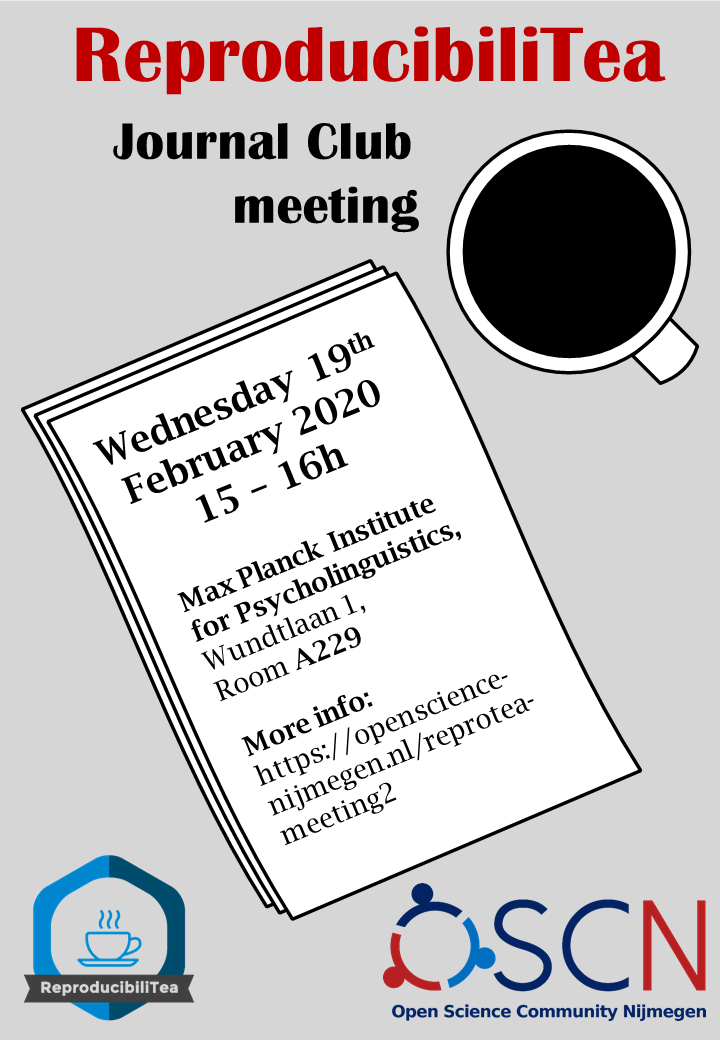 ReproducibiliTea
Journal Club
meeting
Wednesday 19th
February 2020
15 – 16h
Max Planck Institute
for Psycholinguistics,
Wundtlaan 1,
Room A229
More info:
https://openscience-
nijmegen.nl/reprotea-
meeting2
ReproducibiliTea
OSCN
Open Science Community Nijmegen